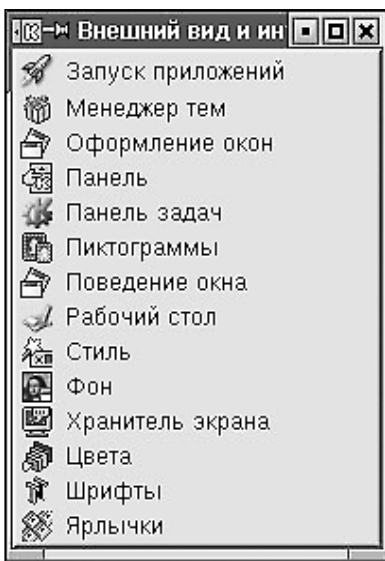 Внешний вид и ин
Запуск приложений
Менеджер тем
Оформление окон
Панель
Панель задач
Пиктограммы
Поведение окна
Рабочий стол
Стиль
Фон
Хранитель экрана
Цвета
Шрифты
Ярлычки